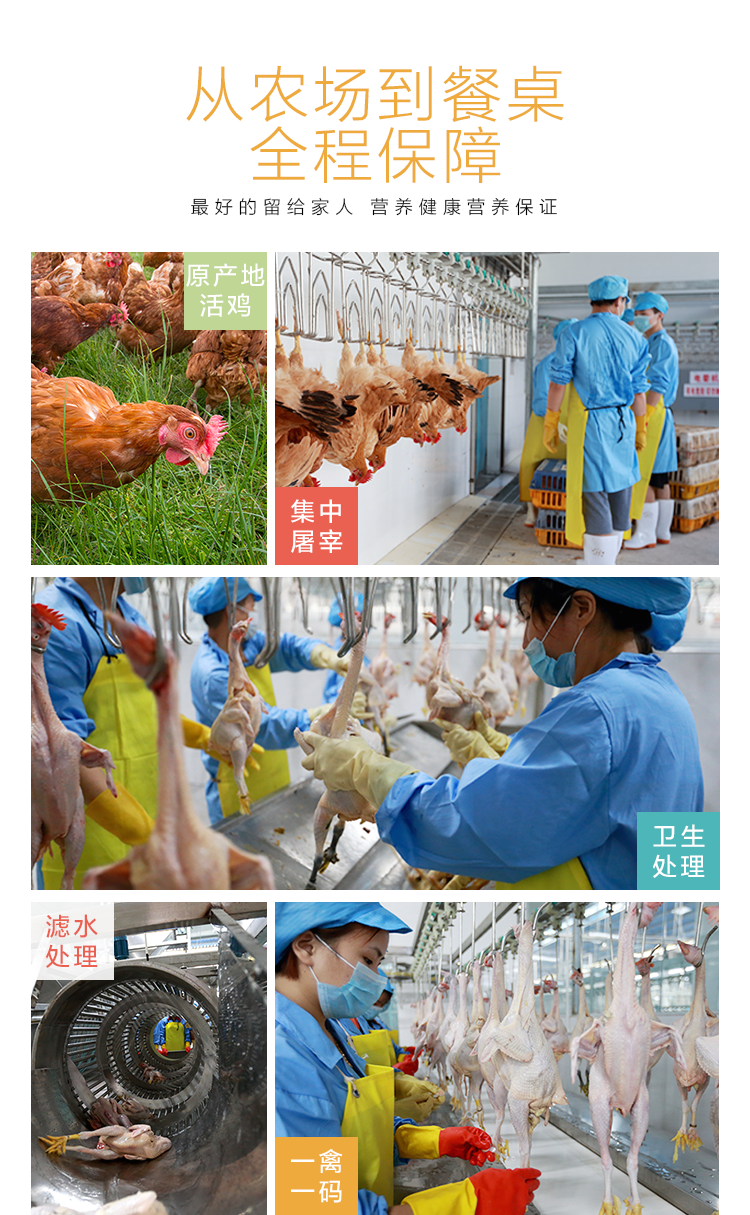 从农场到餐桌
全程保障
最好的留给家人 营养健康营养保证
原产地
活鸡
集中
屠宰
卫生
处理
滤水
处理
一禽
一码